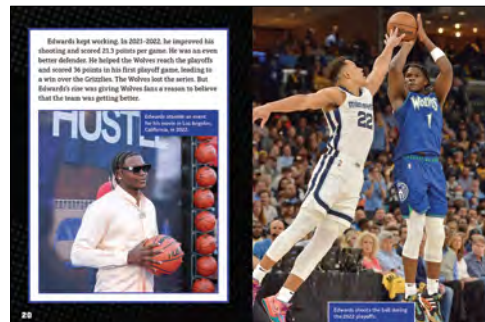 Edwards kept working. In 2021–2022, he improved his
shooting and scored 21.3 points per game. He was an even
better defender. He helped the Wolves reach the playoffs
and scored 36 points in his first playoff game, leading to
a win over the Grizzlies. The Wolves lost the series. But
Edwards's rise was giving Wolves fans a reason to believe
that the team was getting better.
HUSTL
Edwards attends an event
for his movie in Los Angeles,
California, in 2022.
20
22
WOLVES
1
Edwards shoots the ball during
the 2022 playoffs.